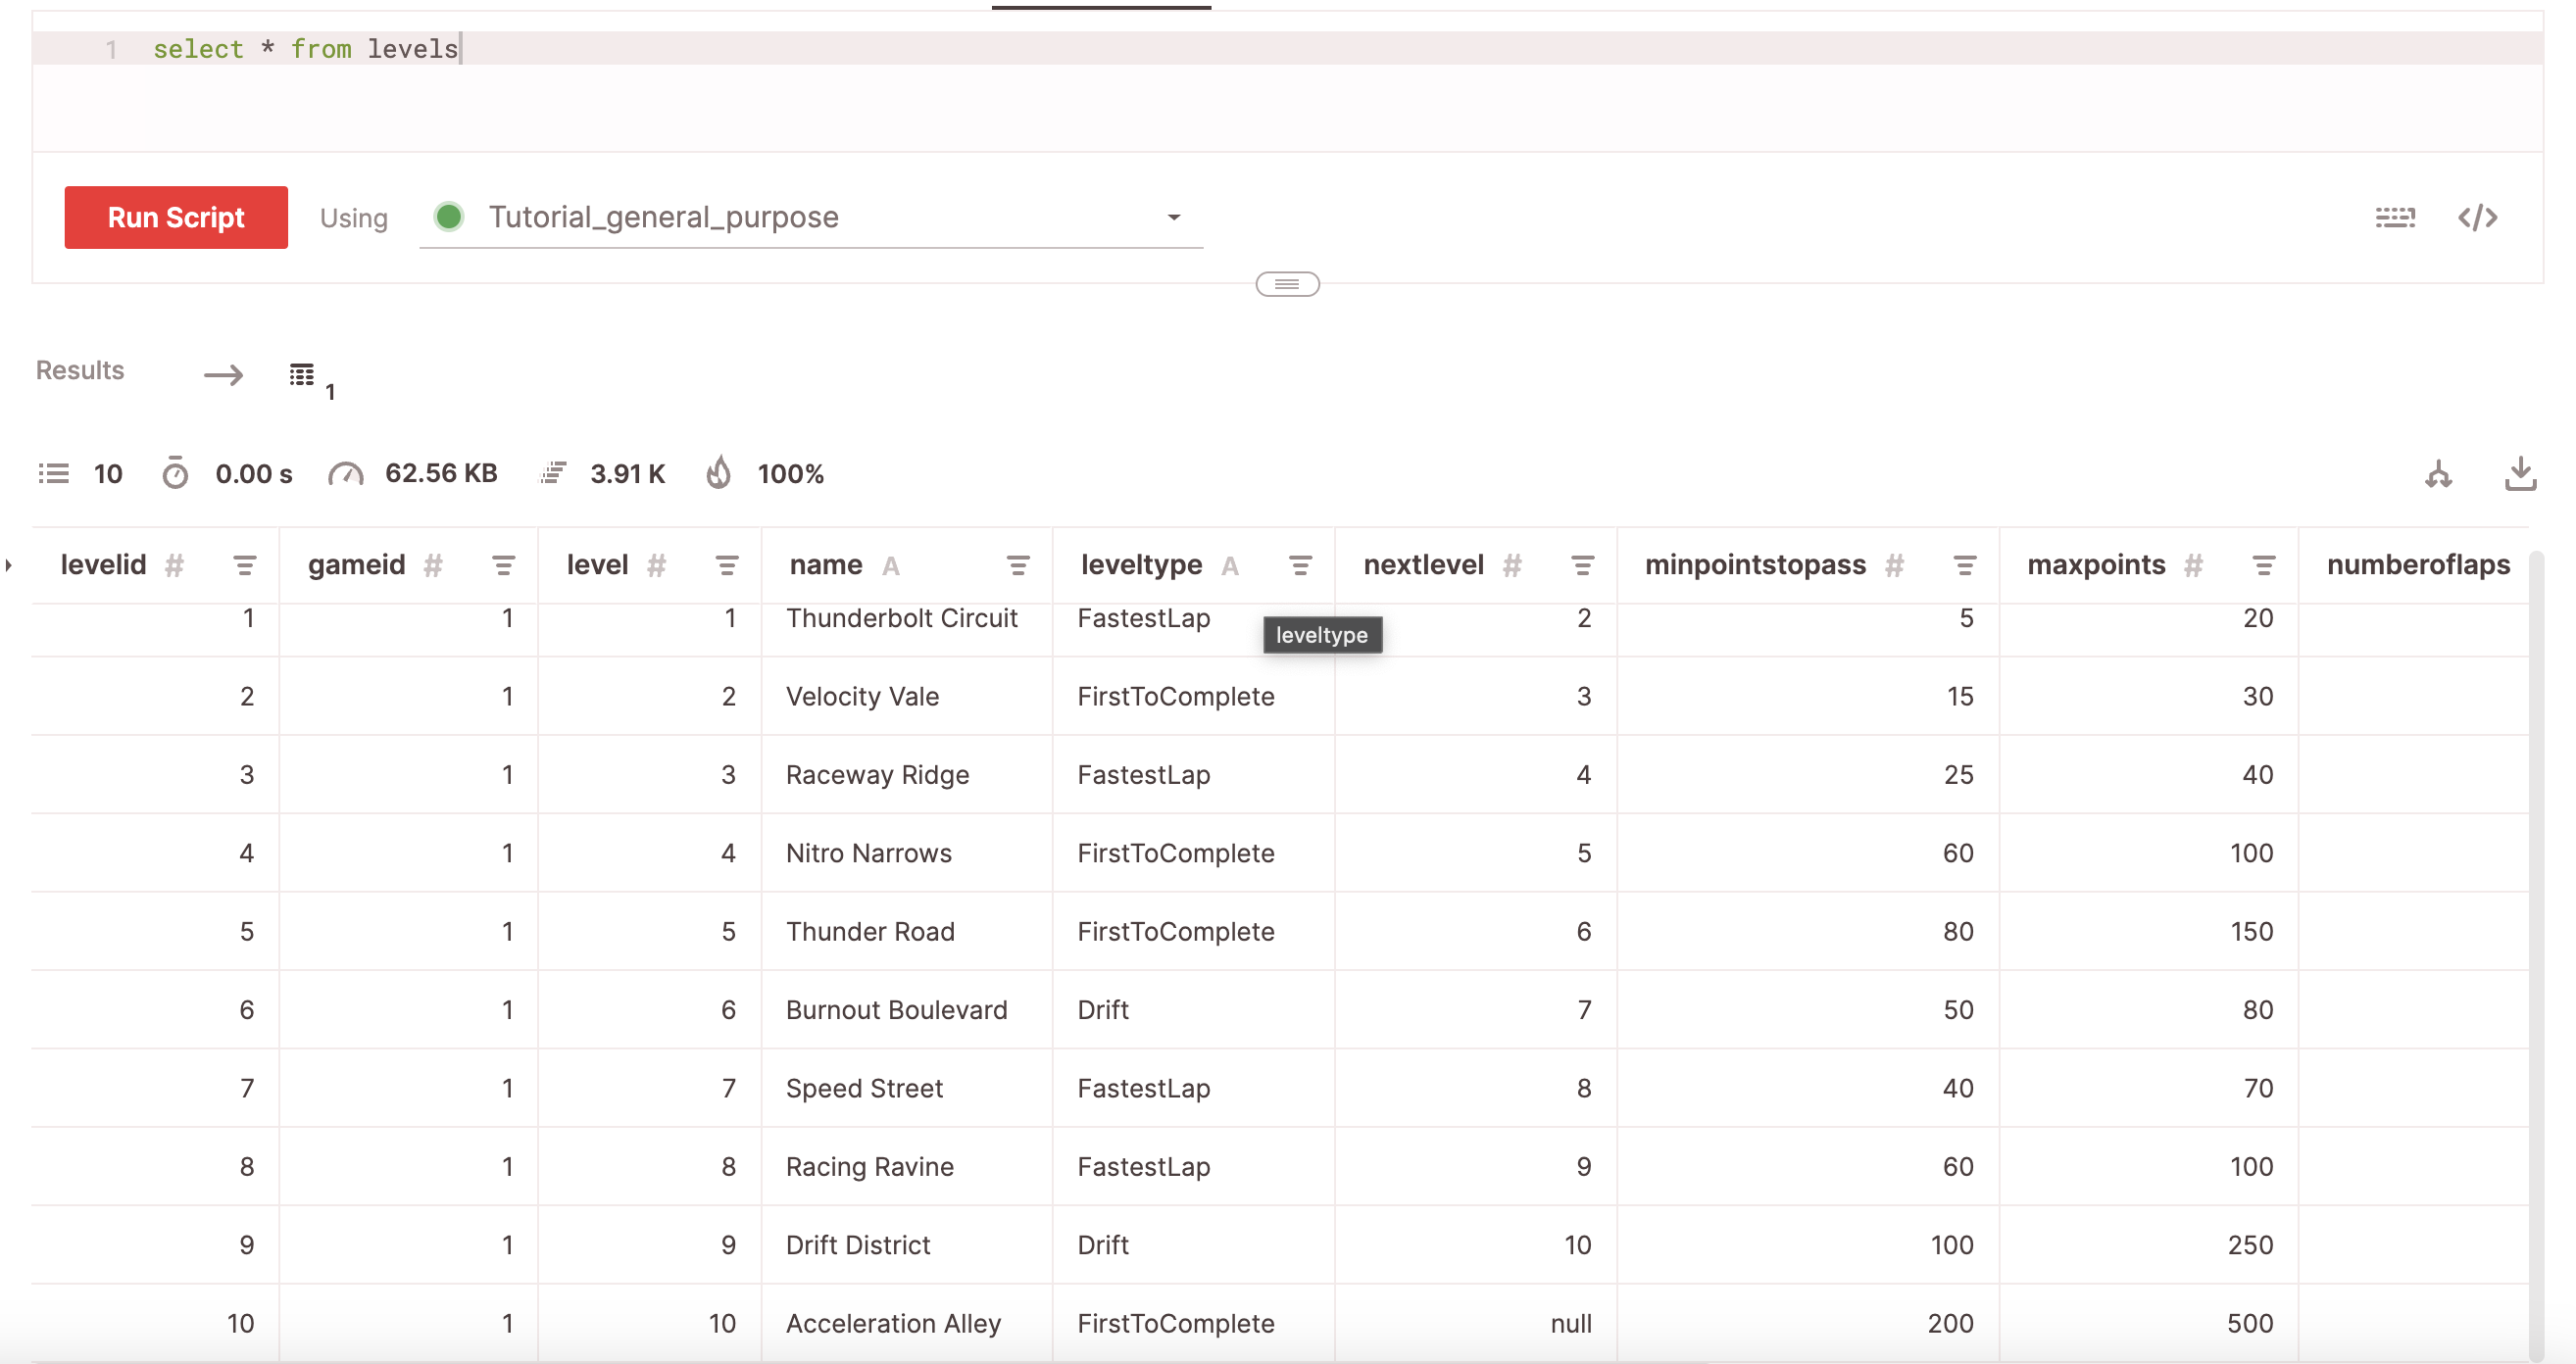 1 select * from levels
Run Script Using Tutorial_general_purpose
Results 1
10 0.00 s 62.56 KB 3.91 K 100%
levelid # gameid # level # name A leveltype A nextlevel # minpointstopass # maxpoints # numberoflaps
1 1 1 Thunderbolt Circuit FastestLap 2 5 20
leveltype
2 1 2 Velocity Vale FirstToComplete 3 15 30
3 1 3 Raceway Ridge FastestLap 4 25 40
4 1 4 Nitro Narrows FirstToComplete 5 60 100
5 1 5 Thunder Road FirstToComplete 6 80 150
6 1 6 Burnout Boulevard Drift 7 50 80
7 1 7 Speed Street FastestLap 8 40 70
8 1 8 Racing Ravine FastestLap 9 60 100
9 1 9 Drift District Drift 10 100 250
10 1 10 Acceleration Alley FirstToComplete null 200 500